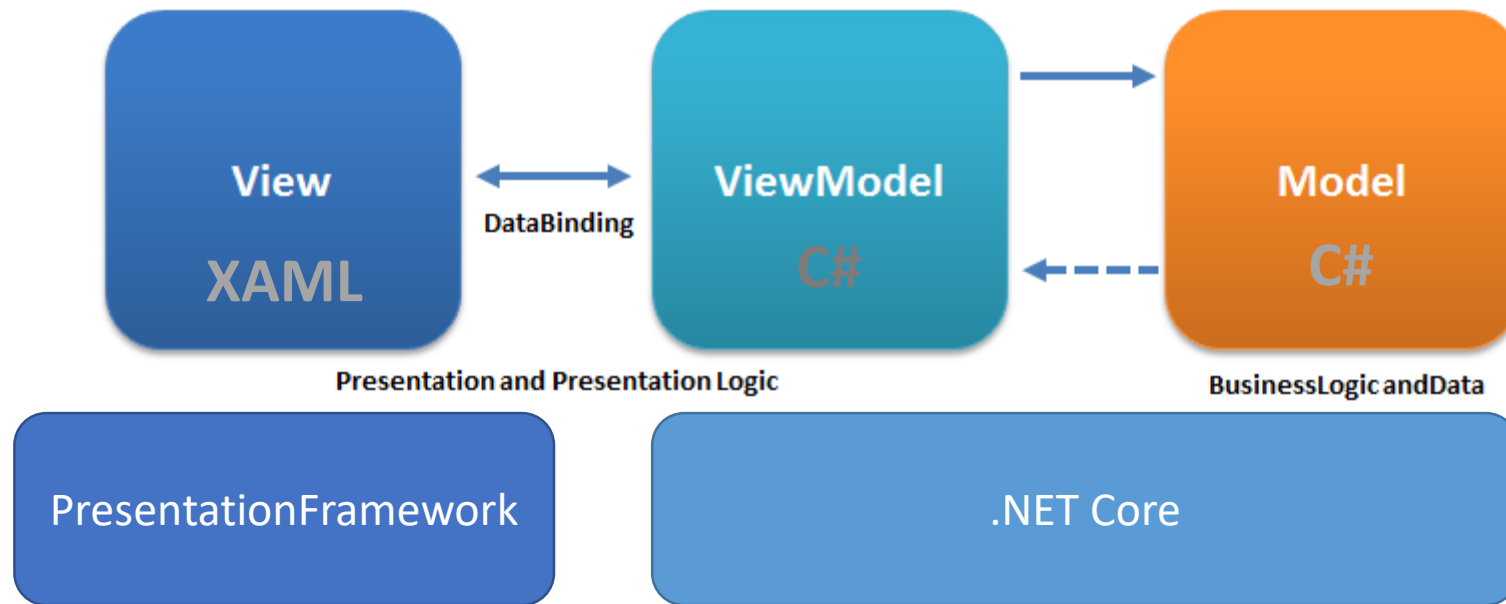 View
ViewModel
Model
DataBinding
XAML
C#
C#
Presentation and Presentation Logic
BusinessLogic andData
PresentationFramework
.NET Core